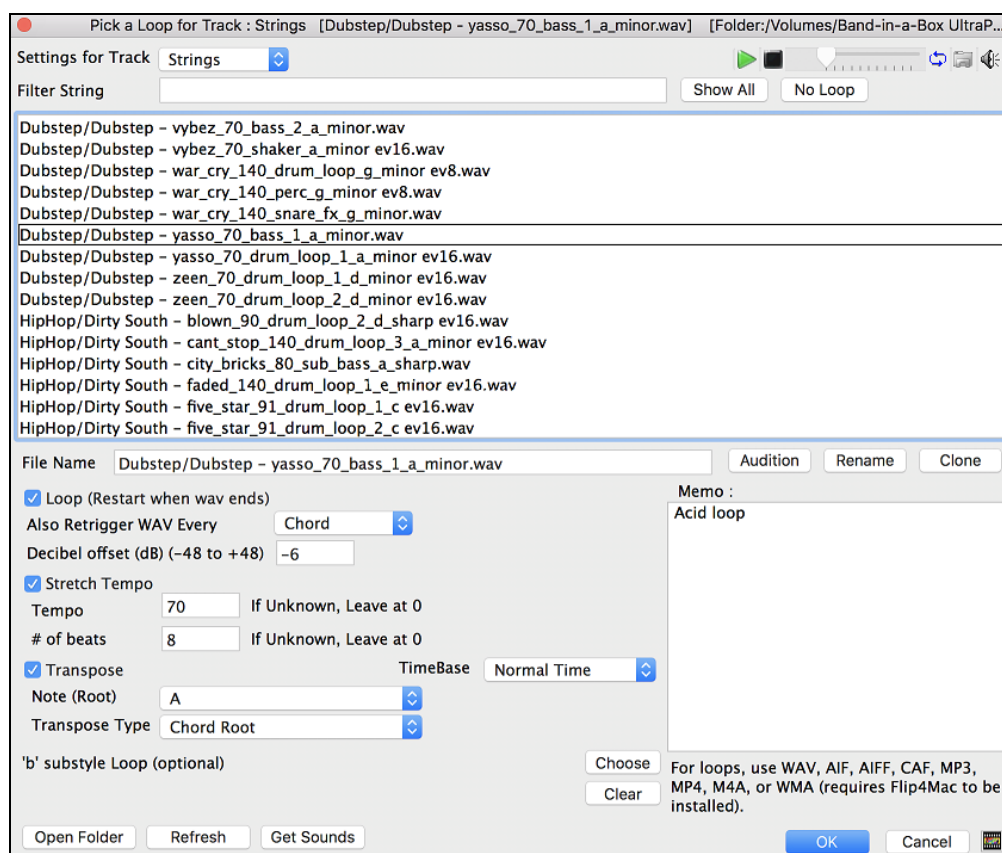 Pick a Loop for Track : Strings [Dubstep/Dubstep - yasso_70_bass_1_a_minor.wav] [Folder:/Volumes/Band-in-a-Box UltraP...
Settings for Track Strings
Filter String Show All No Loop
Dubstep/Dubstep - vybez_70_bass_2_a_minor.wav
Dubstep/Dubstep - vybez_70_shaker_a_minor ev16.wav
Dubstep/Dubstep - war_cry_140_drum_loop_g_minor ev8.wav
Dubstep/Dubstep - war_cry_140_perc_g_minor ev8.wav
Dubstep/Dubstep - war_cry_140_snare_fx_g_minor.wav
Dubstep/Dubstep - yasso_70_bass_1_a_minor.wav
Dubstep/Dubstep - yasso_70_drum_loop_1_a_minor ev16.wav
Dubstep/Dubstep - zeen_70_drum_loop_1_d_minor ev16.wav
Dubstep/Dubstep - zeen_70_drum_loop_2_d_minor ev16.wav
HipHop/Dirty South - blown_90_drum_loop_2_d_sharp ev16.wav
HipHop/Dirty South - cant_stop_140_drum_loop_3_a_minor ev16.wav
HipHop/Dirty South - city_bricks_80_sub_bass_a_sharp.wav
HipHop/Dirty South - faded_140_drum_loop_1_e_minor ev16.wav
HipHop/Dirty South - five_star_91_drum_loop_1_c ev16.wav
HipHop/Dirty South - five_star_91_drum_loop_2_c ev16.wav
File Name Dubstep/Dubstep - yasso_70_bass_1_a_minor.wav Audition Rename Clone
Loop (Restart when wav ends)
Also Retrigger WAV Every Chord
Decibel offset (dB) (-48 to +48) -6
Stretch Tempo
Tempo 70 If Unknown, Leave at 0
# of beats 8 If Unknown, Leave at 0
Transpose TimeBase Normal Time
Note (Root) A
Transpose Type Chord Root
'b' substyle Loop (optional) Choose
Clear
Memo :
Acid loop
For loops, use WAV, AIF, AIFF, CAF, MP3,
MP4, M4A, or WMA (requires Flip4Mac to be
installed).
Open Folder Refresh Get Sounds OK Cancel